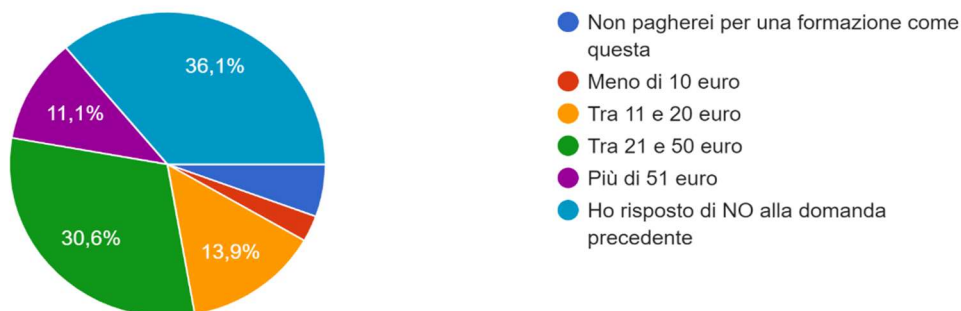 36,1%
11,1%
30,6%
13,9%
Non pagherei per una formazione come
questa
Meno di 10 euro
Tra 11 e 20 euro
Tra 21 e 50 euro
Più di 51 euro
Ho risposto di NO alla domanda
precedente